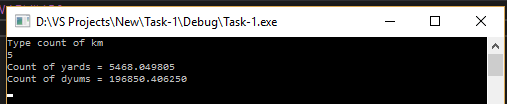 D:\VS Projects\New\Task-1\Debug\Task-1.exe
Type count of km
5
Count of yards = 5468.049805
Count of dyums = 196850.406250